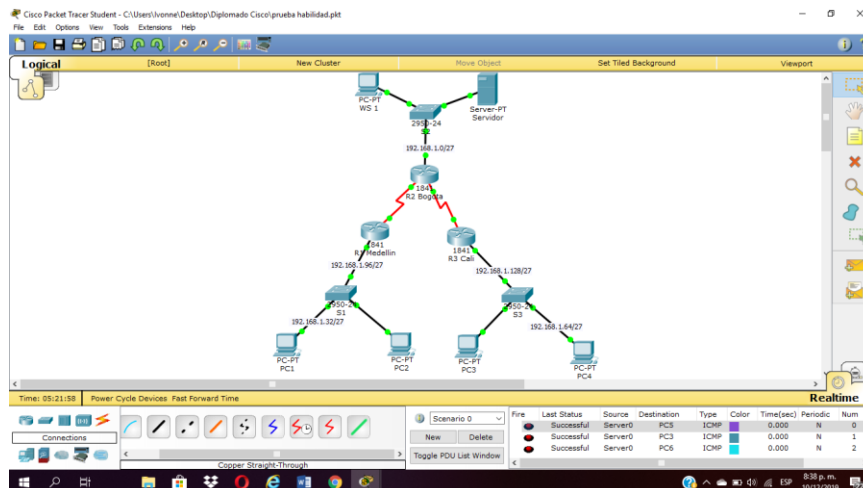 Cisco Packet Tracer Student - C:\Users\Ivonne\Desktop\Diplomado Cisco\prueba habilidad.pkt
File Edit Options View Tools Extensions Help
Logical [Root] New Cluster Move Object Set Tiled Background Viewport
PC-PT
WS 1
Server-PT
Servidor
2950-24
S2
192.168.1.0/27
1841
R2 Bogota
1841
R1 Medellin
1841
R3 Cali
192.168.1.96/27
192.168.1.128/27
2950-24
S1
2950-24
S3
192.168.1.32/27
192.168.1.64/27
PC-PT
PC1
PC-PT
PC2
PC-PT
PC3
PC-PT
PC4
Time: 05:21:58 Power Cycle Devices Fast Forward Time Realtime
Connections
Copper Straight-Through
Scenario 0
New Delete
Toggle PDU List Window
Fire Last Status Source Destination Type Color Time(sec) Periodic Num
Successful Server0 PC5 ICMP 0.000 N 0
Successful Server0 PC3 ICMP 0.000 N 1
Successful Server0 PC6 ICMP 0.000 N 2
ESP
8:38 p. m.
10/12/2019